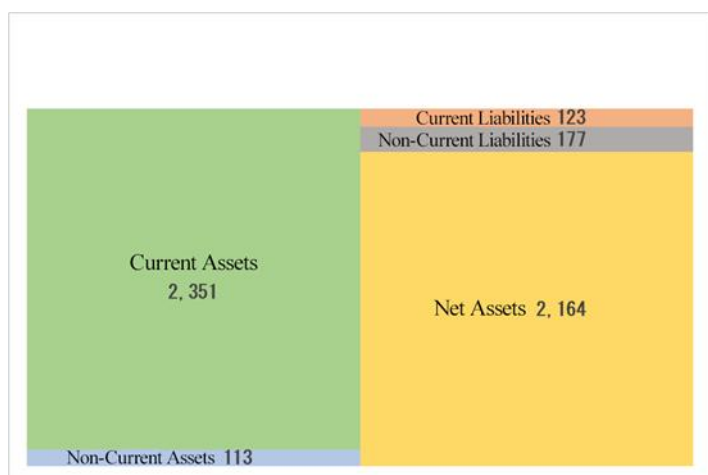 Current Liabilities 123
Non-Current Liabilities 177
Current Assets
2, 351
Net Assets 2, 164
Non-Current Assets 113